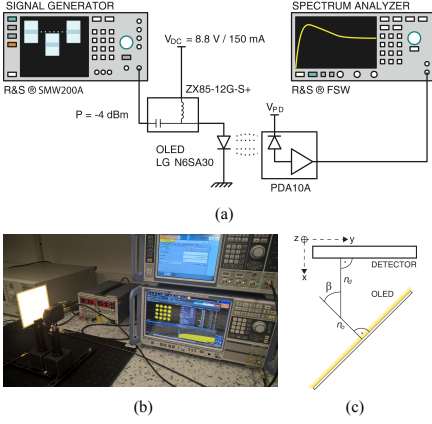 SIGNAL GENERATOR
SPECTRUM ANALYZER
V_DC = 8.8 V / 150 mA
R&S ® SMW200A
ZX85-12G-S+
R&S ® FSW
P = -4 dBm
V_PD
OLED
LG N6SA30
PDA10A
(a)
z y
x
DETECTOR
n_d
β
OLED
n_o
(b)
(c)